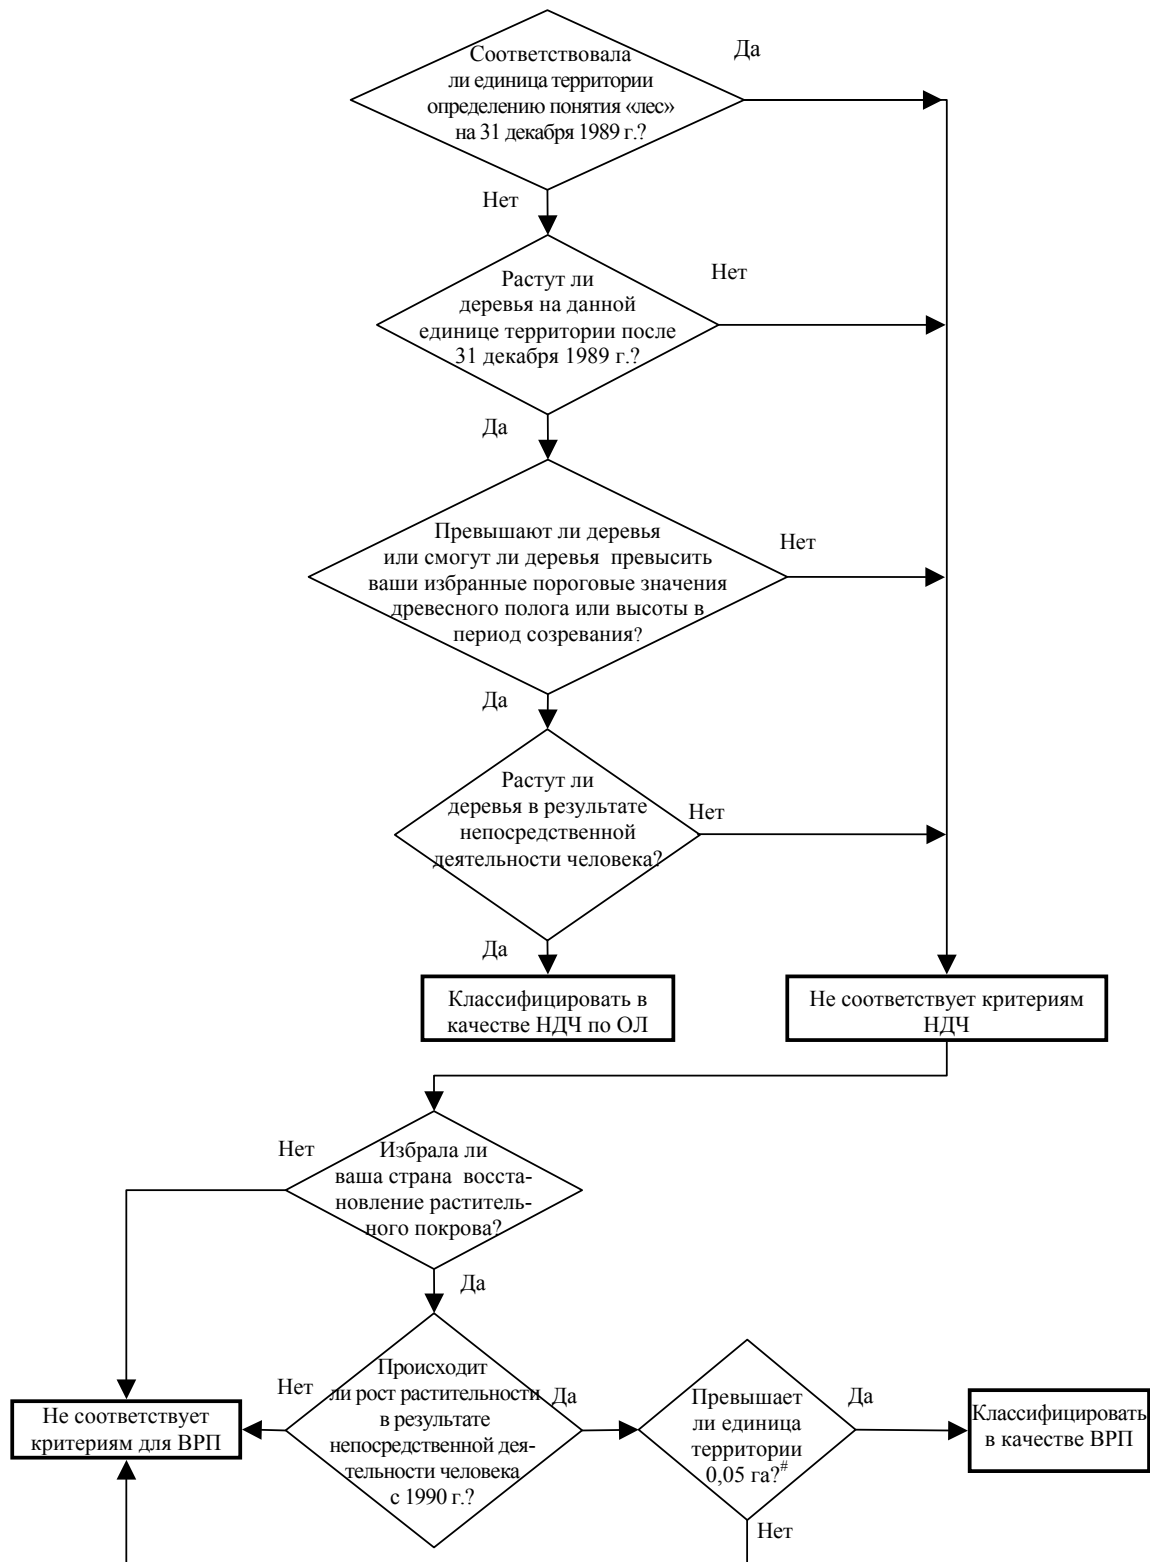 Соответствовала
ли единица территории
определению понятия «лес»
на 31 декабря 1989 г.?
Да
Нет
Растут ли
деревья на данной
единице территории после
31 декабря 1989 г.?
Нет
Да
Превышают ли деревья
или смогут ли деревья превысить
ваши избранные пороговые значения
древесного полога или высоты в
период созревания?
Нет
Да
Растут ли
деревья в результате
непосредственной
деятельности человека?
Нет
Да
Классифицировать в
качестве НДЧ по ОЛ
Не соответствует критериям
НДЧ
Нет
Избрала ли
ваша страна восста-
новление раститель-
ного покрова?
Да
Нет
Происходит
ли рост растительности
в результате
непосредственной дея-
тельности человека
с 1990 г.?
Да
Превышает
ли единица
территории
0,05 га?#
Да
Нет
Не соответствует
критериям для ВРП
Классифицировать
в качестве ВРП